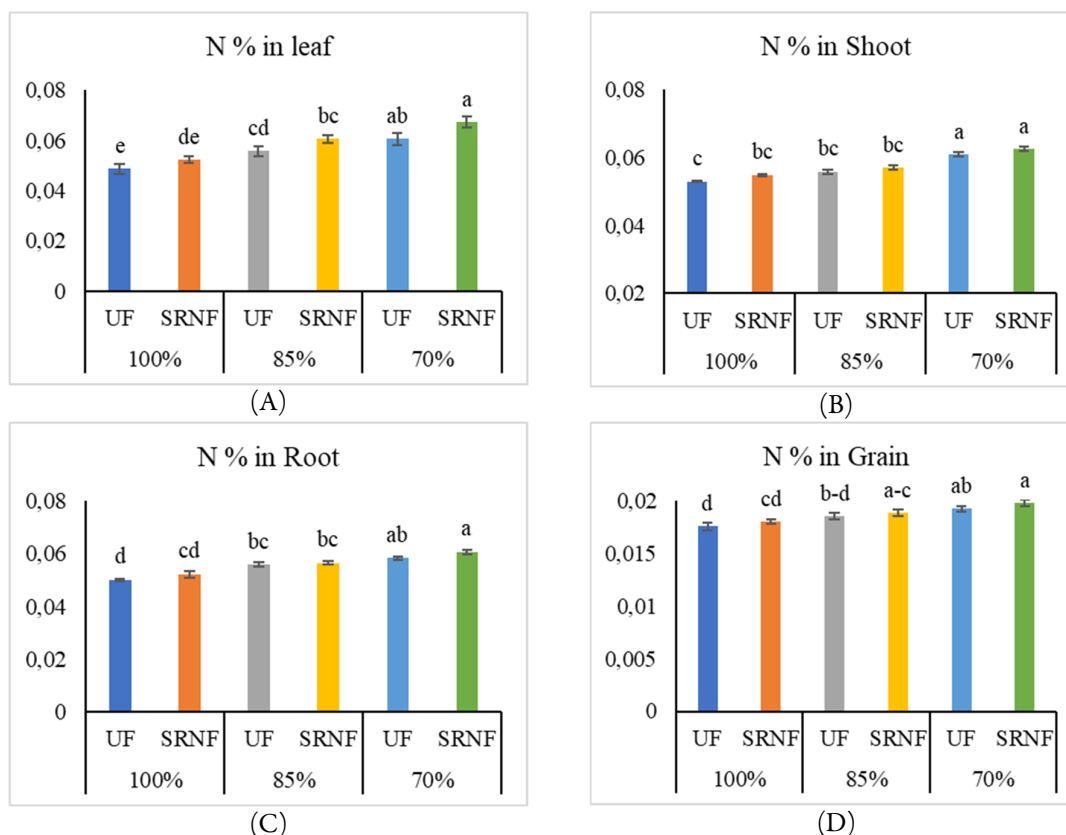 N % in leaf
0,08
0,06
0,04
0,02
0
e
de
cd
bc
ab
a
UF SRNF UF SRNF UF SRNF
100% 85% 70%
(A)
N % in Shoot
0,08
0,06
0,04
0,02
c
bc
bc
bc
a
a
UF SRNF UF SRNF UF SRNF
100% 85% 70%
(B)
N % in Root
0,08
0,06
0,04
0,02
0
d
cd
bc
bc
ab
a
UF SRNF UF SRNF UF SRNF
100% 85% 70%
(C)
N % in Grain
0,02
0,015
0,01
0,005
0
d
cd
b-d
a-c
ab
a
UF SRNF UF SRNF UF SRNF
100% 85% 70%
(D)